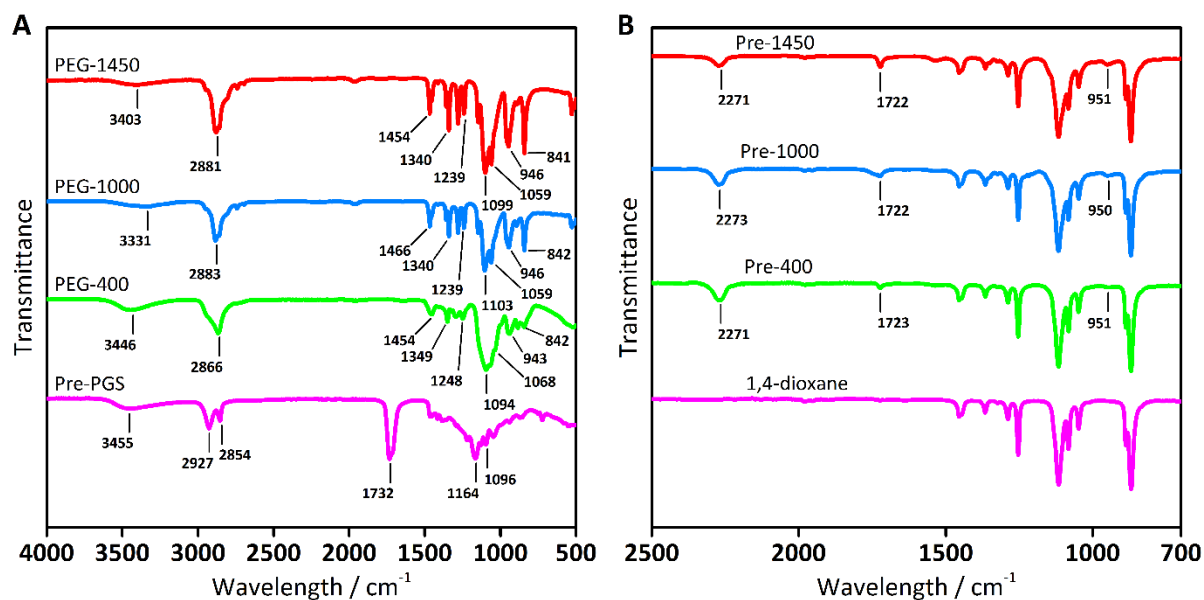 A
Transmittance
PEG-1450
3403
2881
1454
1340
1239
1099
1059
946
841
PEG-1000
3331
2883
1466
1340
1239
1103
1059
946
842
PEG-400
3446
2866
1454
1349
1248
1094
1068
943
842
Pre-PGS
3455
2927
2854
1732
1164
1096
4000 3500 3000 2500 2000 1500 1000 500
Wavelength / cm⁻¹
B
Transmittance
Pre-1450
2271
1722
951
Pre-1000
2273
1722
950
Pre-400
2271
1723
951
1,4-dioxane
2500 2000 1500 1000 700
Wavelength / cm⁻¹